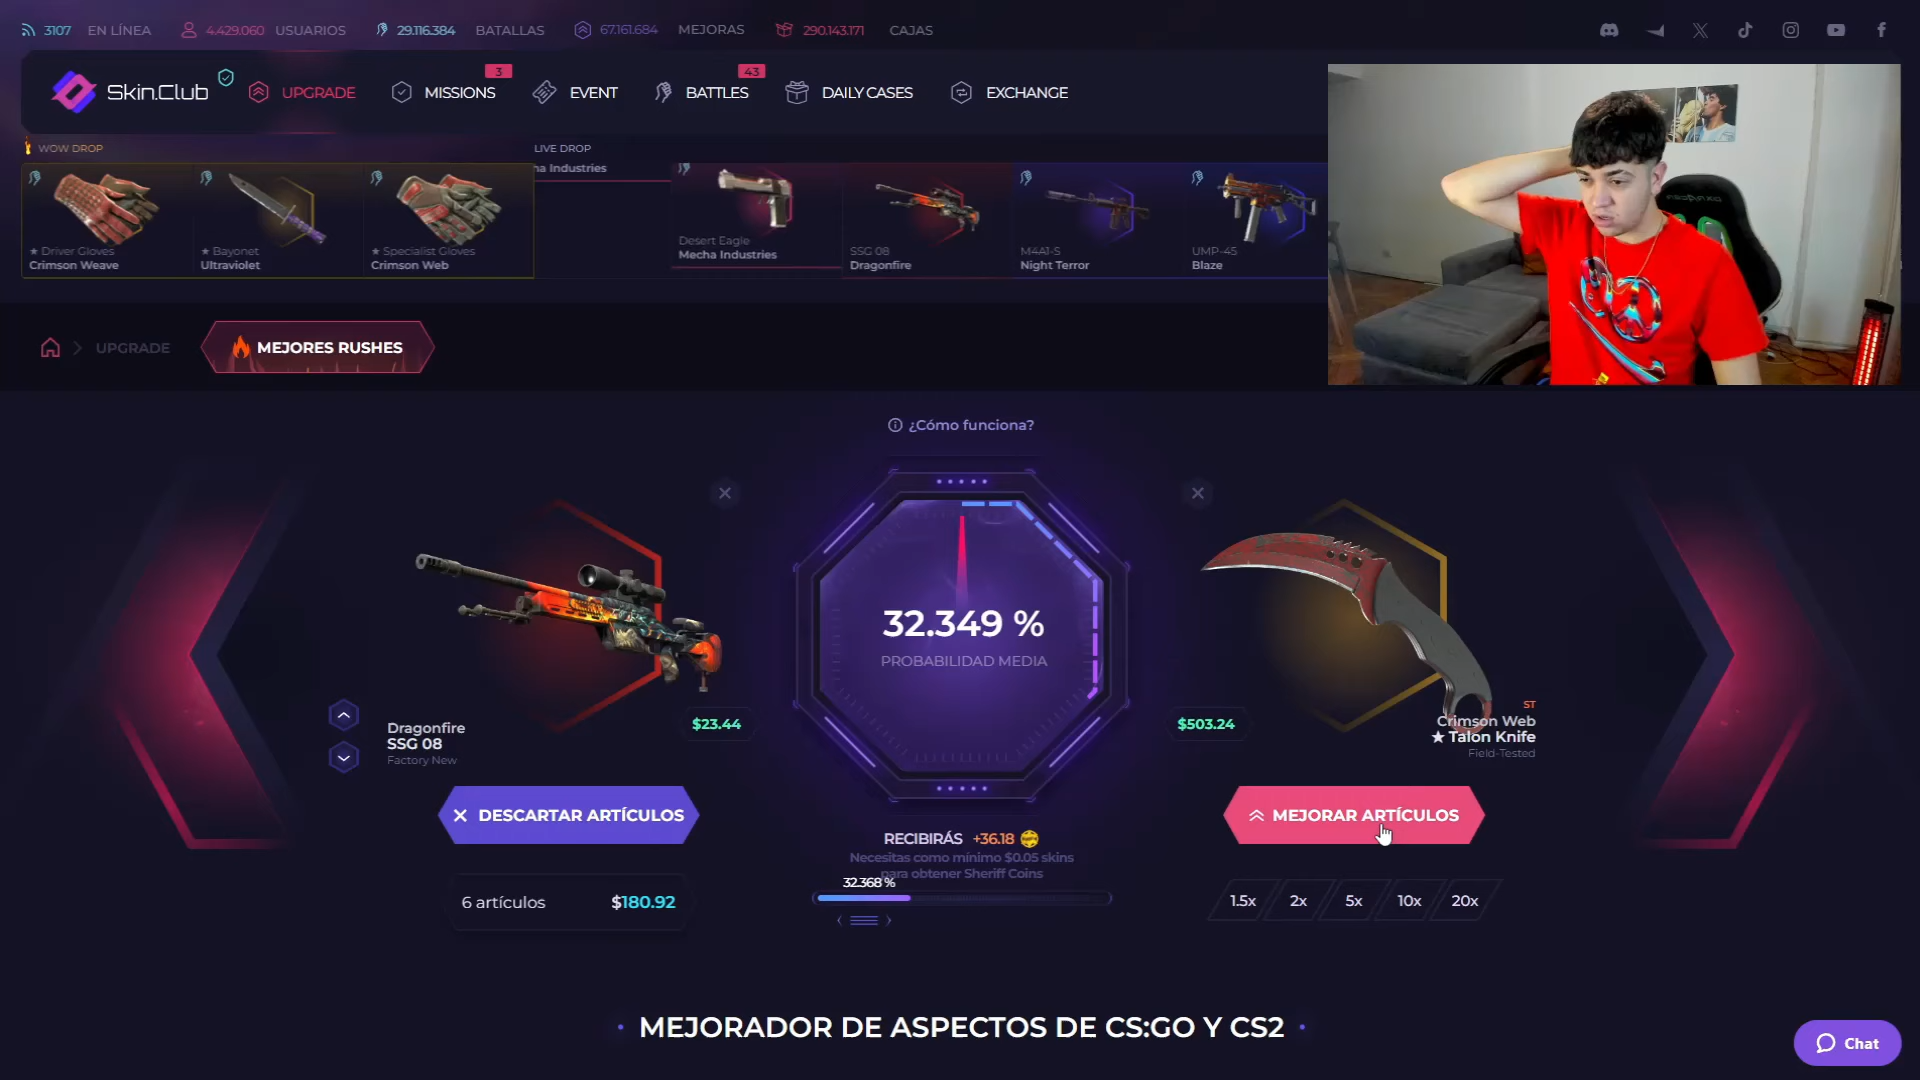 3107 EN LÍNEA 4.429.060 USUARIOS 29.116.384 BATALLAS 67.161.684 MEJORAS 290.143.171 CAJAS
Skin.Club UPGRADE MISSIONS 3 EVENT BATTLES 43 DAILY CASES EXCHANGE
WOW DROP
LIVE DROP
ha Industries
★ Driver Gloves
Crimson Weave
★ Bayonet
Ultraviolet
★ Specialist Gloves
Crimson Web
Desert Eagle
Mecha Industries
SSG 08
Dragonfire
M4A1-S
Night Terror
UMP-45
Blaze
UPGRADE
MEJORES RUSHES
¿Cómo funciona?
32.349 %
PROBABILIDAD MEDIA
Dragonfire
SSG 08
Factory New
$23.44
$503.24
ST
Crimson Web
★ Talon Knife
Field-Tested
DESCARTAR ARTÍCULOS
MEJORAR ARTÍCULOS
RECIBIRÁS +36.18
Necesitas como mínimo $0.05 skins
para obtener Sheriff Coins
32.368 %
6 artículos $180.92
1.5x 2x 5x 10x 20x
MEJORADOR DE ASPECTOS DE CS:GO Y CS2
Chat